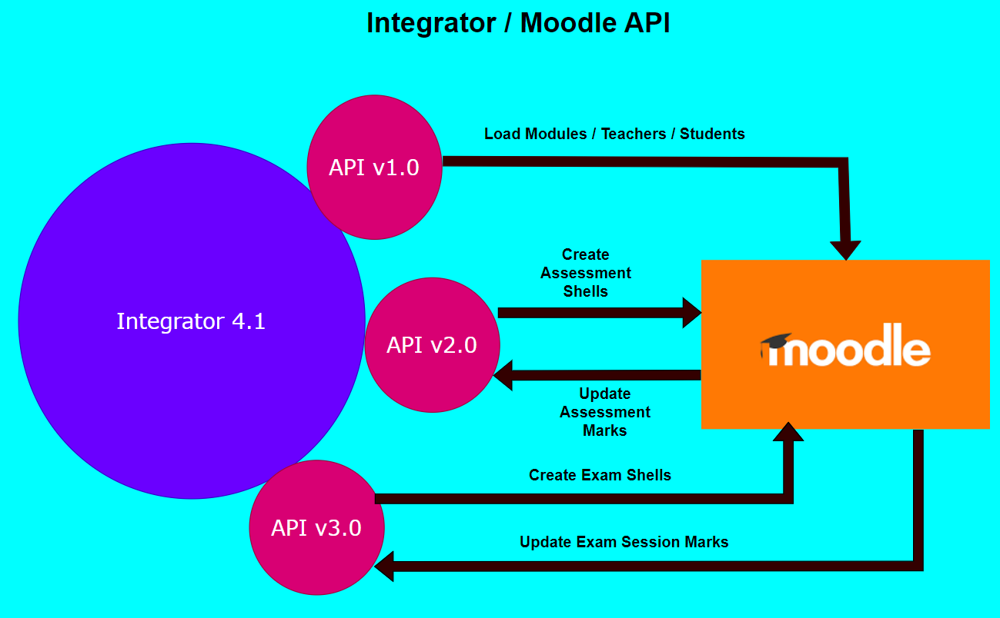 Integrator / Moodle API
API v1.0
Load Modules / Teachers / Students
Integrator 4.1
Create
Assessment
Shells
API v2.0
moodle
Update
Assessment
Marks
Create Exam Shells
API v3.0
Update Exam Session Marks